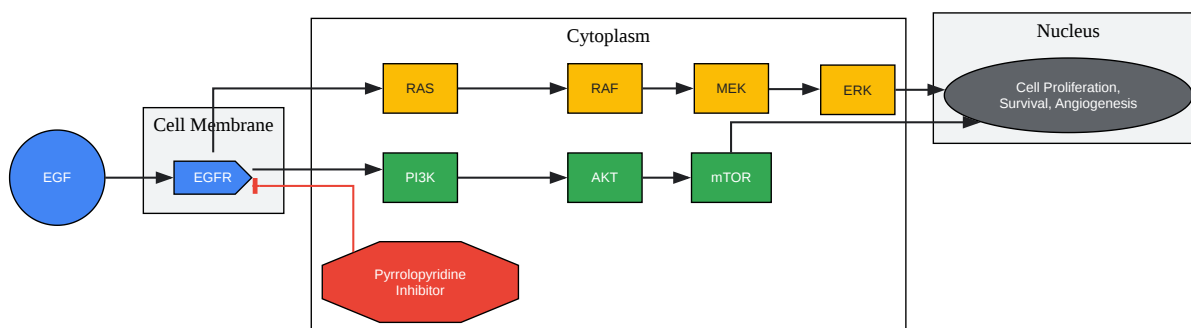 Cytoplasm
Nucleus
Cell Membrane
RAS
RAF
MEK
ERK
Cell Proliferation,
Survival, Angiogenesis
EGF
EGFR
PI3K
AKT
mTOR
Pyrrolopyridine
Inhibitor